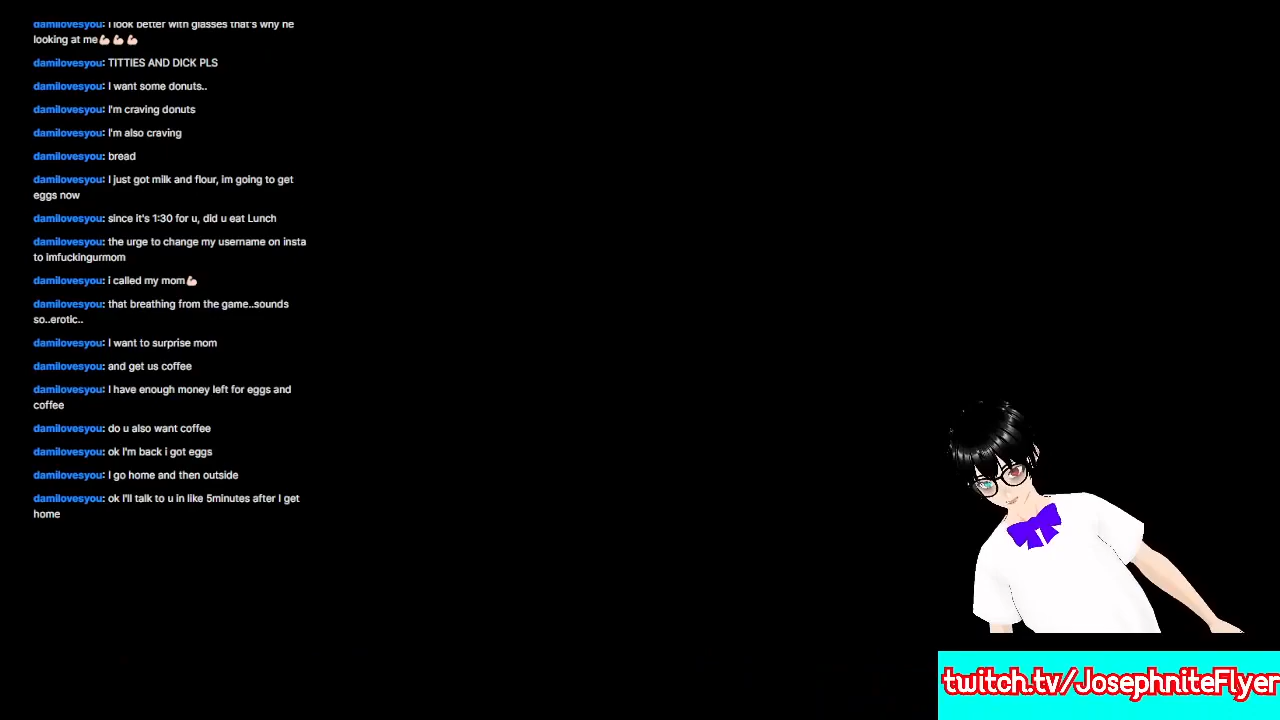 damilovesyou: I look better with glasses that's why he
looking at me💪🏻💪🏻💪🏻
damilovesyou: TITTIES AND DICK PLS
damilovesyou: I want some donuts..
damilovesyou: I'm craving donuts
damilovesyou: I'm also craving
damilovesyou: bread
damilovesyou: I just got milk and flour, im going to get
eggs now
damilovesyou: since it's 1:30 for u, did u eat Lunch
damilovesyou: the urge to change my username on insta
to imfuckingurmom
damilovesyou: i called my mom💪🏻
damilovesyou: that breathing from the game..sounds
so..erotic..
damilovesyou: I want to surprise mom
damilovesyou: and get us coffee
damilovesyou: I have enough money left for eggs and
coffee
damilovesyou: do u also want coffee
damilovesyou: ok I'm back i got eggs
damilovesyou: I go home and then outside
damilovesyou: ok I'll talk to u in like 5minutes after I get
home
twitch.tv/JosephniteFlyer